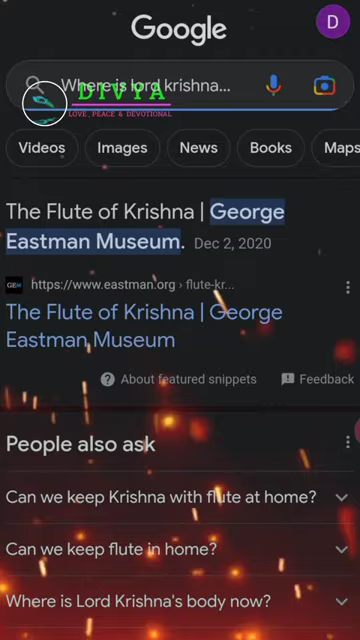 Google
D
Where is lord krishna...
DIVYA
LOVE, PEACE & DEVOTIONAL
Videos
Images
News
Books
Maps
The Flute of Krishna | George
Eastman Museum. Dec 2, 2020
GEM
https://www.eastman.org › flute-kr...
The Flute of Krishna | George
Eastman Museum
About featured snippets
Feedback
People also ask
Can we keep Krishna with flute at home?
Can we keep flute in home?
Where is Lord Krishna's body now?